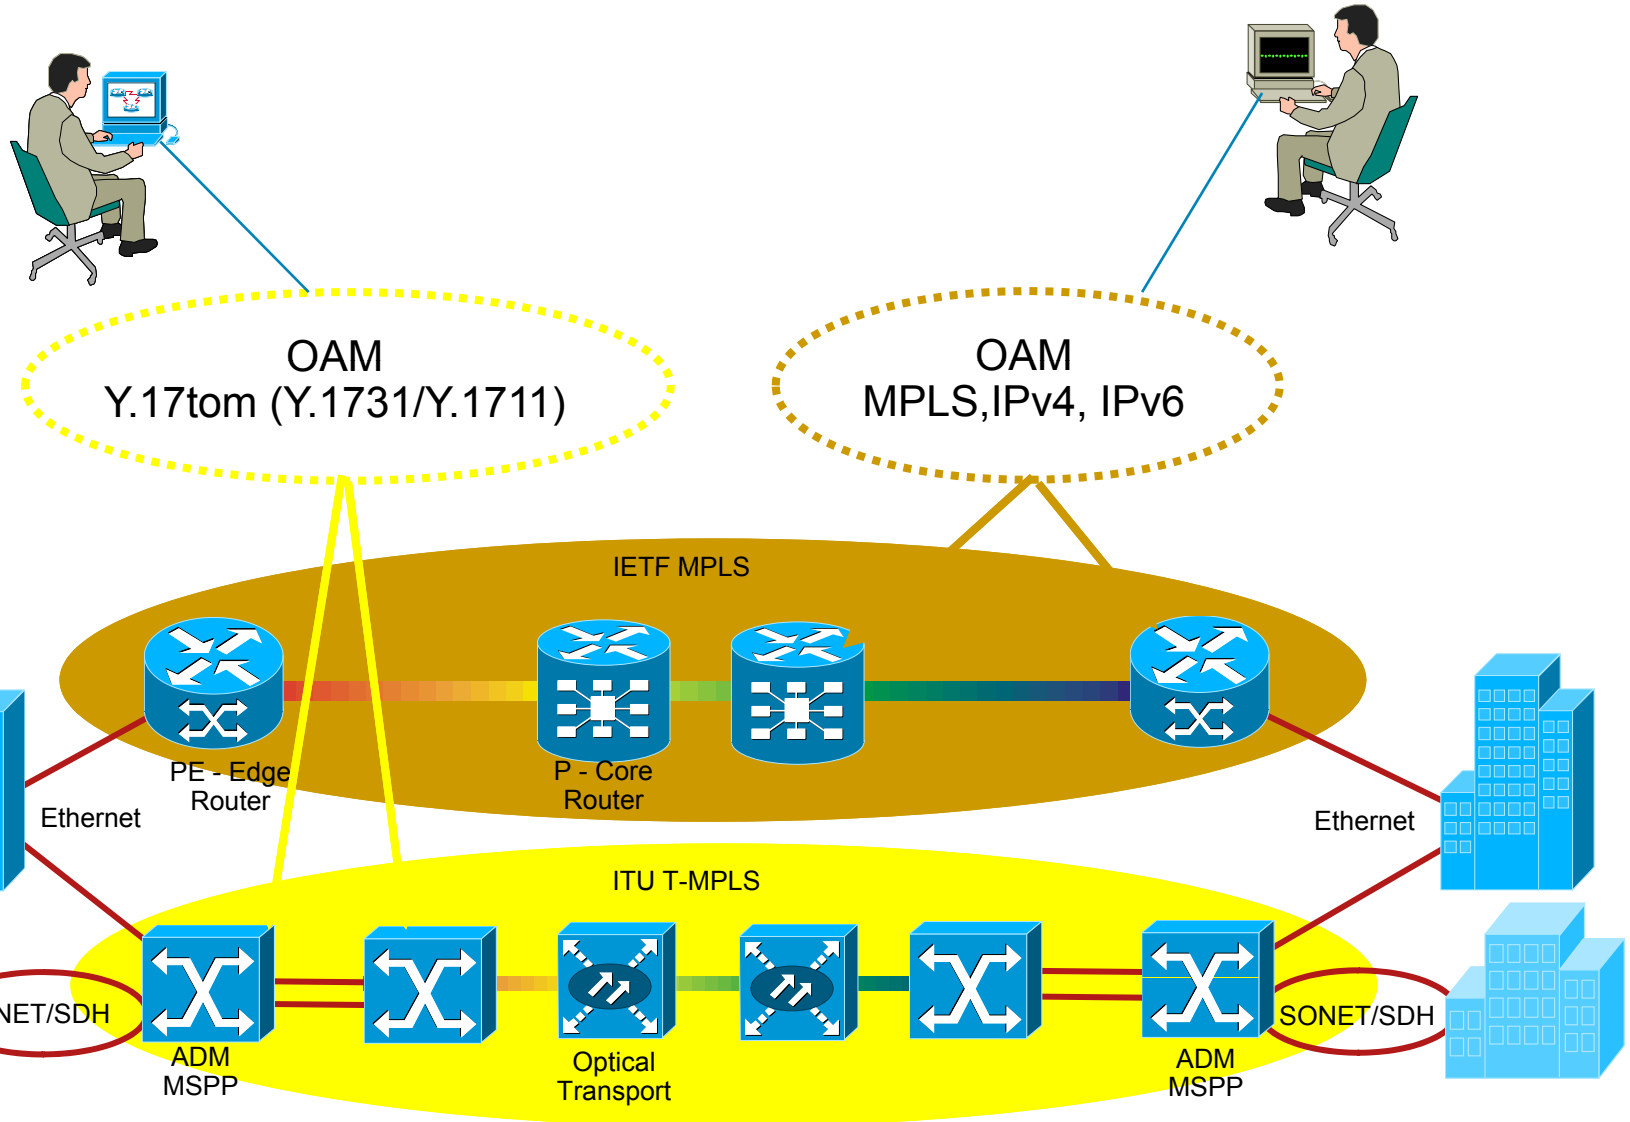 OAM
Y.17tom (Y.1731/Y.1711)
OAM
MPLS,IPv4, IPv6
IETF MPLS
PE - Edge
Router
P - Core
Router
Ethernet
Ethernet
ITU T-MPLS
NET/SDH
SONET/SDH
ADM
MSPP
Optical
Transport
ADM
MSPP